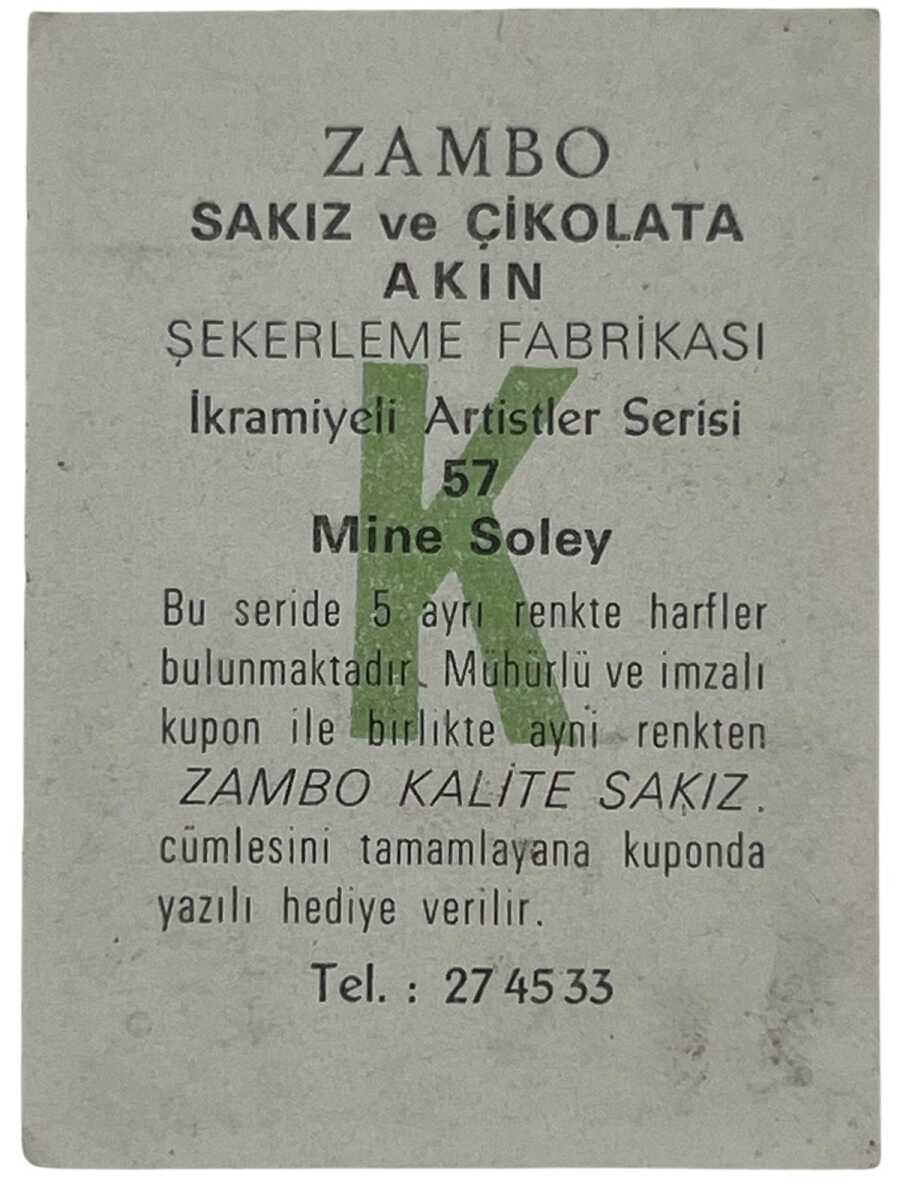 ZAMBO
SAKIZ ve ÇİKOLATA
AKIN
ŞEKERLEME FABRİKASI
İkramiyeli Artistler Serisi
57
Mine Soley
K
Bu seride 5 ayrı renkte harfler
bulunmaktadır. Mühürlü ve imzalı
kupon ile birlikte ayni renkten
ZAMBO KALİTE SAKIZ.
cümlesini tamamlayana kuponda
yazılı hediye verilir.
Tel. : 27 45 33